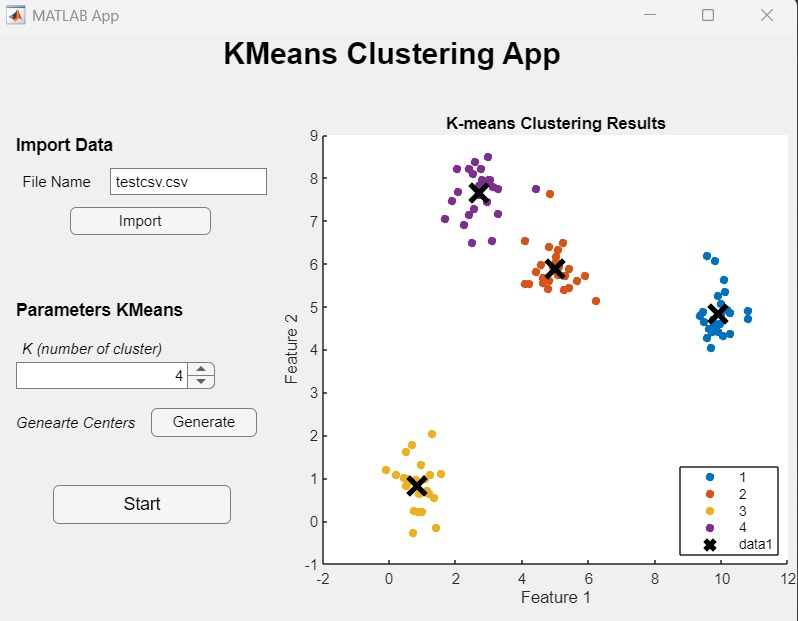 MATLAB App
KMeans Clustering App
Import Data
File Name
testcsv.csv
Import
Parameters KMeans
K (number of cluster)
4
Genearte Centers
Generate
Start
K-means Clustering Results
9
8
7
6
5
4
3
2
1
0
-1
Feature 2
-2
0
2
4
6
8
10
12
Feature 1
1
2
3
4
data1